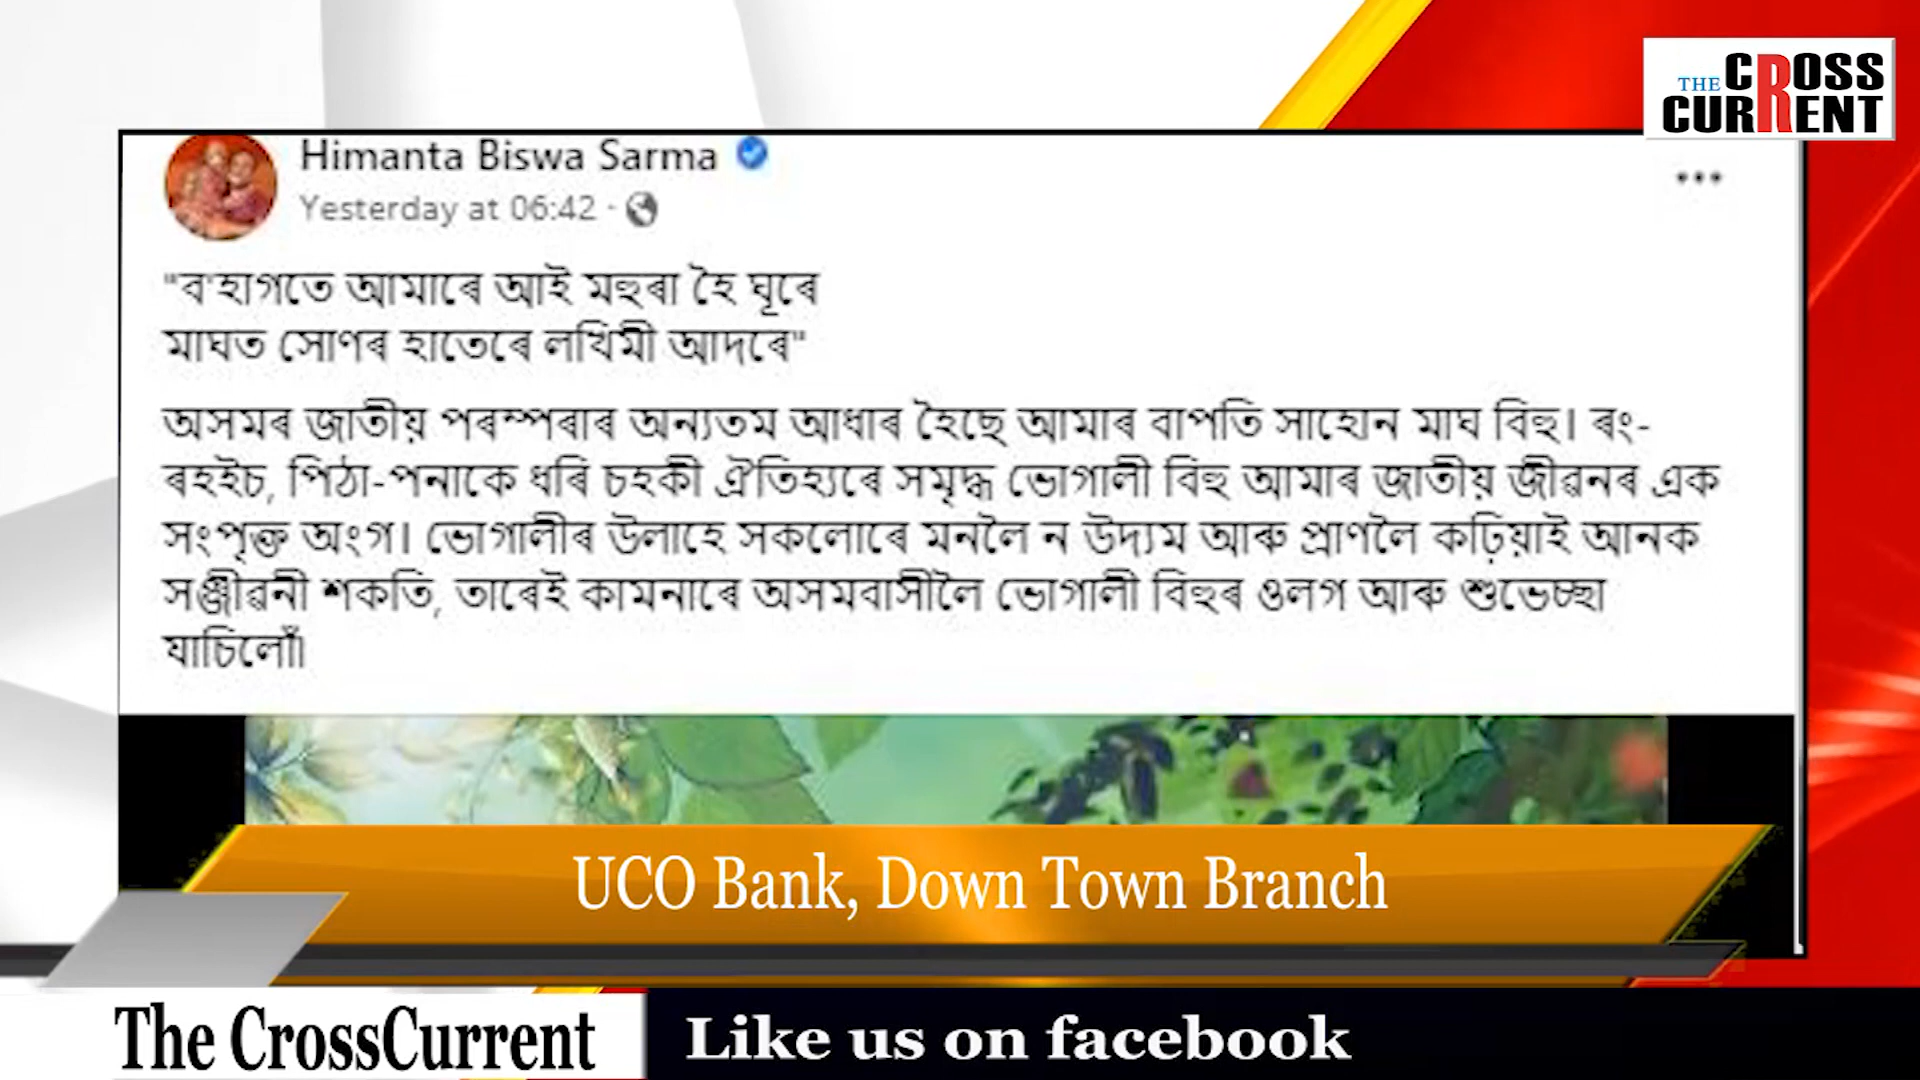 THE CROSS
CURRENT
Himanta Biswa Sarma
Yesterday at 06:42 ·
"ব'হাগতে আমাৰে আই মহুৰা হৈ ঘূৰে
মাঘত সোণৰ হাতেৰে লখিমী আদৰে"
অসমৰ জাতীয় পৰম্পৰাৰ অন্যতম আধাৰ হৈছে আমাৰ বাপতি সাহোন মাঘ বিহু। ৰং-
ৰহইচ, পিঠা-পনাকে ধৰি চহকী ঐতিহ্যৰে সমৃদ্ধ ভোগালী বিহু আমাৰ জাতীয় জীৱনৰ এক
সংপৃক্ত অংগ। ভোগালীৰ উলাহে সকলোৰে মনলৈ ন উদ্যম আৰু প্ৰাণলৈ কঢ়িয়াই আনক
সঞ্জীৱনী শকতি, তাৰেই কামনাৰে অসমবাসীলৈ ভোগালী বিহুৰ ওলগ আৰু শুভেচ্ছা
যাচিলোঁ।
UCO Bank, Down Town Branch
The CrossCurrent
Like us on facebook